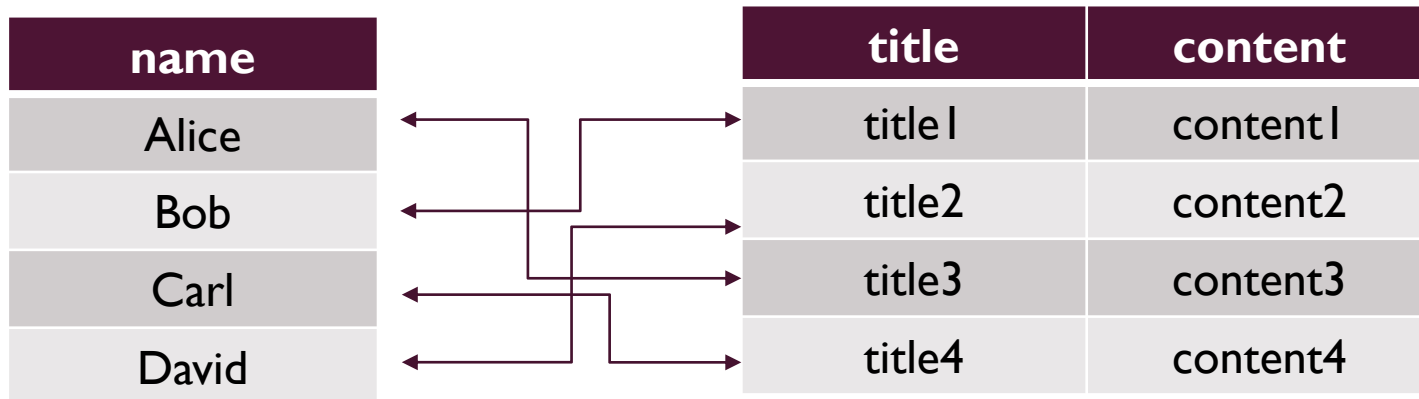 name
Alice
Bob
Carl
David
title content
title1 content1
title2 content2
title3 content3
title4 content4